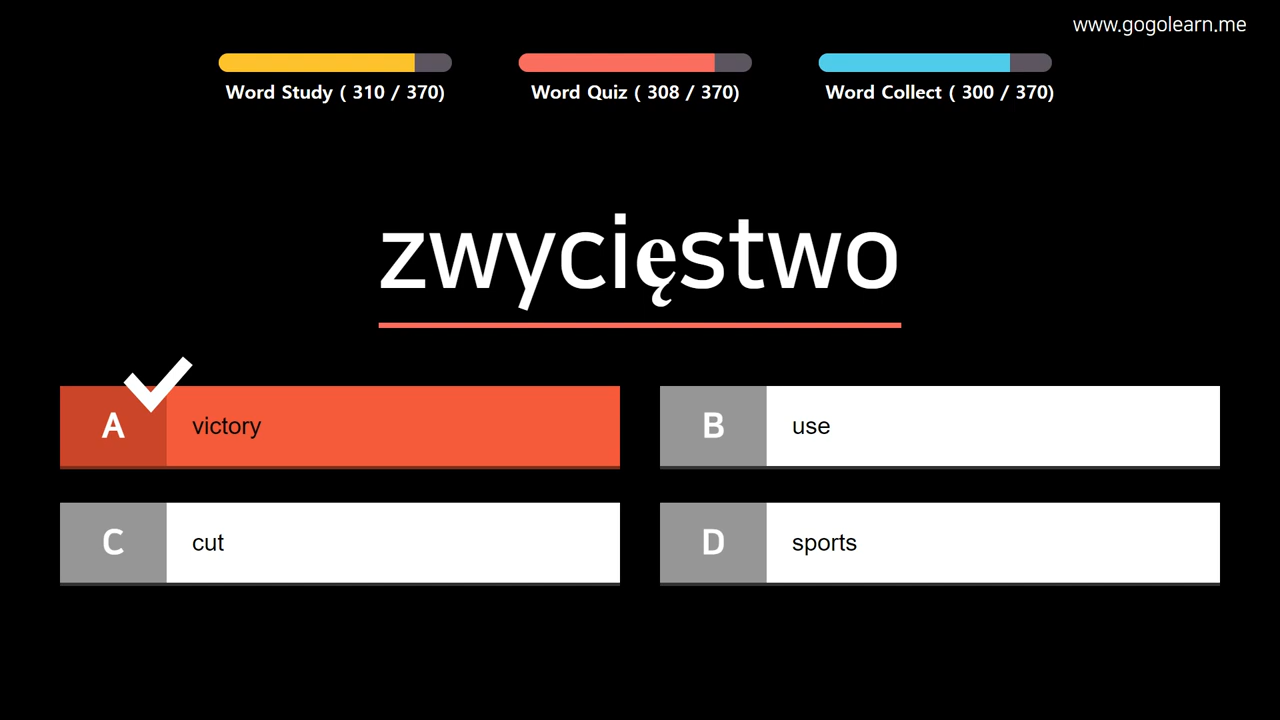 www.gogolearn.me
Word Study ( 310 / 370)
Word Quiz ( 308 / 370)
Word Collect ( 300 / 370)
zwycięstwo
A victory
B use
C cut
D sports